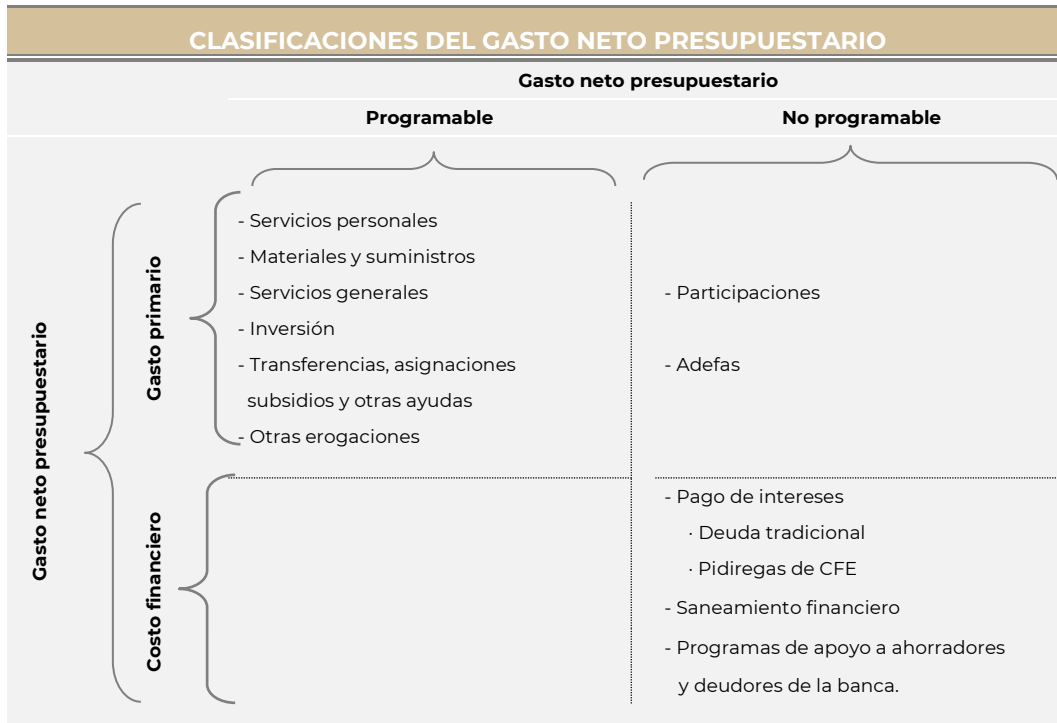 CLASIFICACIONES DEL GASTO NETO PRESUPUESTARIO
Gasto neto presupuestario
Programable
No programable
Gasto neto presupuestario
Gasto primario
- Servicios personales
- Materiales y suministros
- Servicios generales
- Inversión
- Transferencias, asignaciones
subsidios y otras ayudas
- Otras erogaciones
- Participaciones
- Adefas
Costo financiero
- Pago de intereses
· Deuda tradicional
· Pidiregas de CFE
- Saneamiento financiero
- Programas de apoyo a ahorradores
y deudores de la banca.